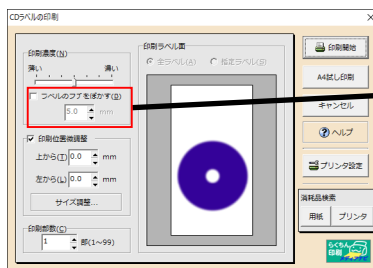 CDラベルの印刷
印刷濃度(N)
薄い 濃い
ラベルのフチをぼかす(B)
5.0 mm
印刷位置微調整
上から(T) 0.0 mm
左から(L) 0.0 mm
サイズ調整...
印刷部数(C)
1 部(1～99)
印刷ラベル面
全ラベル(A) 指定ラベル(S)
印刷開始
A4試し印刷
キャンセル
ヘルプ
プリンタ設定
消耗品検索
用紙 プリンタ
らくちん
印刷